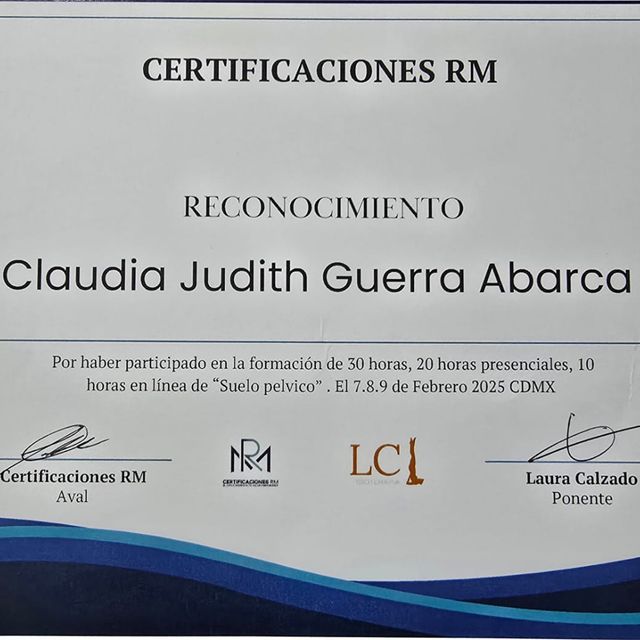 CERTIFICACIONES RM
RECONOCIMIENTO
Claudia Judith Guerra Abarca
Por haber participado en la formación de 30 horas, 20 horas presenciales, 10
horas en línea de “Suelo pelvico” . El 7.8.9 de Febrero 2025 CDMX
Certificaciones RM
Aval
RM
CERTIFICACIONES RM
LC
Laura Calzado
Ponente